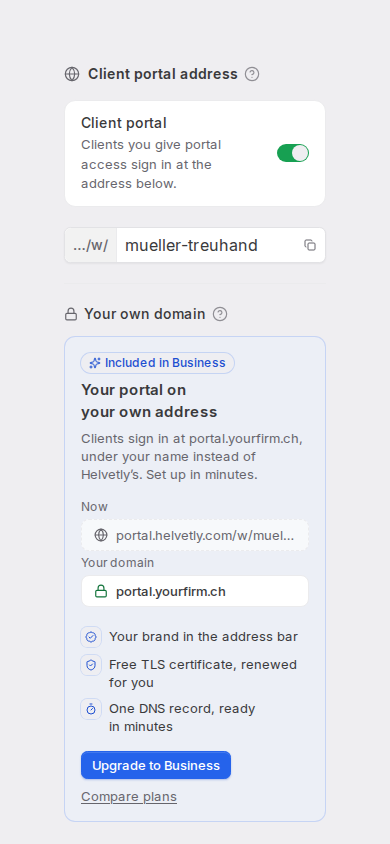 Client portal address
Client portal
Clients you give portal
access sign in at the
address below.
.../w/ mueller-treuhand
Your own domain
Included in Business
Your portal on
your own address
Clients sign in at portal.yourfirm.ch,
under your name instead of
Helvetly's. Set up in minutes.
Now
portal.helvetly.com/w/muel...
Your domain
portal.yourfirm.ch
Your brand in the address bar
Free TLS certificate, renewed
for you
One DNS record, ready
in minutes
Upgrade to Business
Compare plans